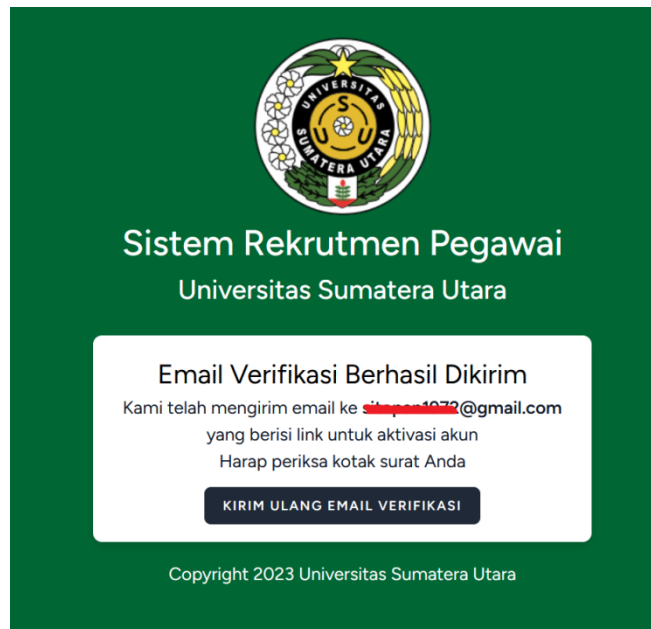 UNIVERSITAS
SUMATERA UTARA
USU
Sistem Rekrutmen Pegawai
Universitas Sumatera Utara
Email Verifikasi Berhasil Dikirim
Kami telah mengirim email ke @gmail.com
yang berisi link untuk aktivasi akun
Harap periksa kotak surat Anda
KIRIM ULANG EMAIL VERIFIKASI
Copyright 2023 Universitas Sumatera Utara